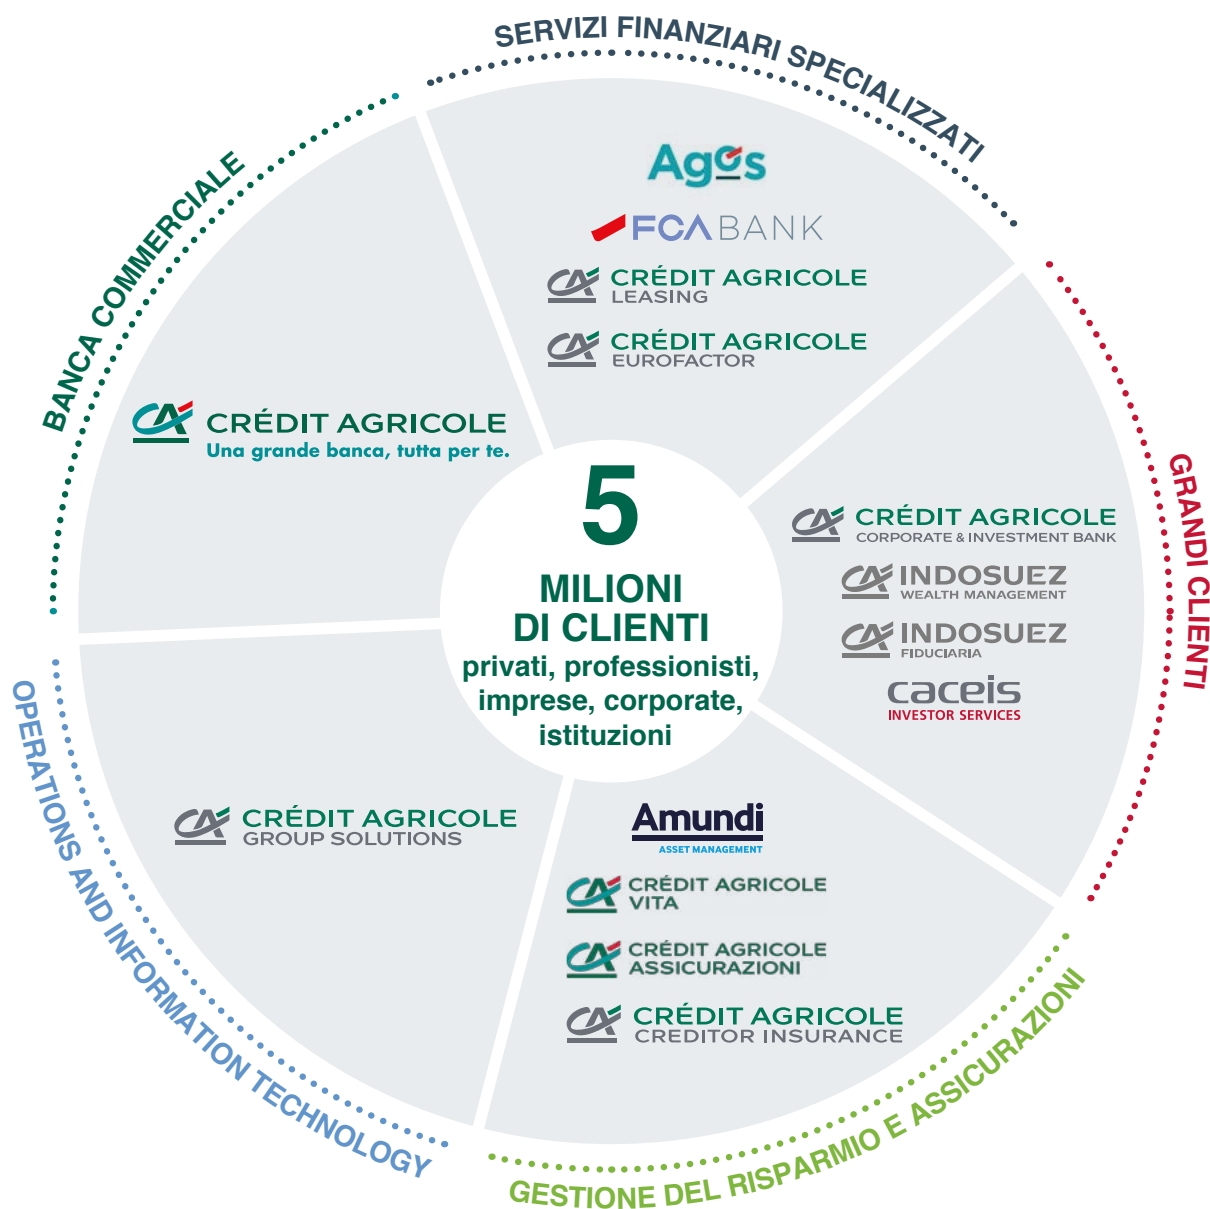 SERVIZI FINANZIARI SPECIALIZZATI
Agos
FCA BANK
CRÉDIT AGRICOLE
LEASING
CRÉDIT AGRICOLE
EUROFACTOR
BANCA COMMERCIALE
CRÉDIT AGRICOLE
Una grande banca, tutta per te.
GRANDI CLIENTI
CRÉDIT AGRICOLE
CORPORATE & INVESTMENT BANK
INDOSUEZ
WEALTH MANAGEMENT
INDOSUEZ
FIDUCIARIA
caceis
INVESTOR SERVICES
5
MILIONI
DI CLIENTI
privati, professionisti,
imprese, corporate,
istituzioni
OPERATIONS AND INFORMATION TECHNOLOGY
CRÉDIT AGRICOLE
GROUP SOLUTIONS
Amundi
ASSET MANAGEMENT
CRÉDIT AGRICOLE
VITA
CRÉDIT AGRICOLE
ASSICURAZIONI
CRÉDIT AGRICOLE
CREDITOR INSURANCE
GESTIONE DEL RISPARMIO E ASSICURAZIONI